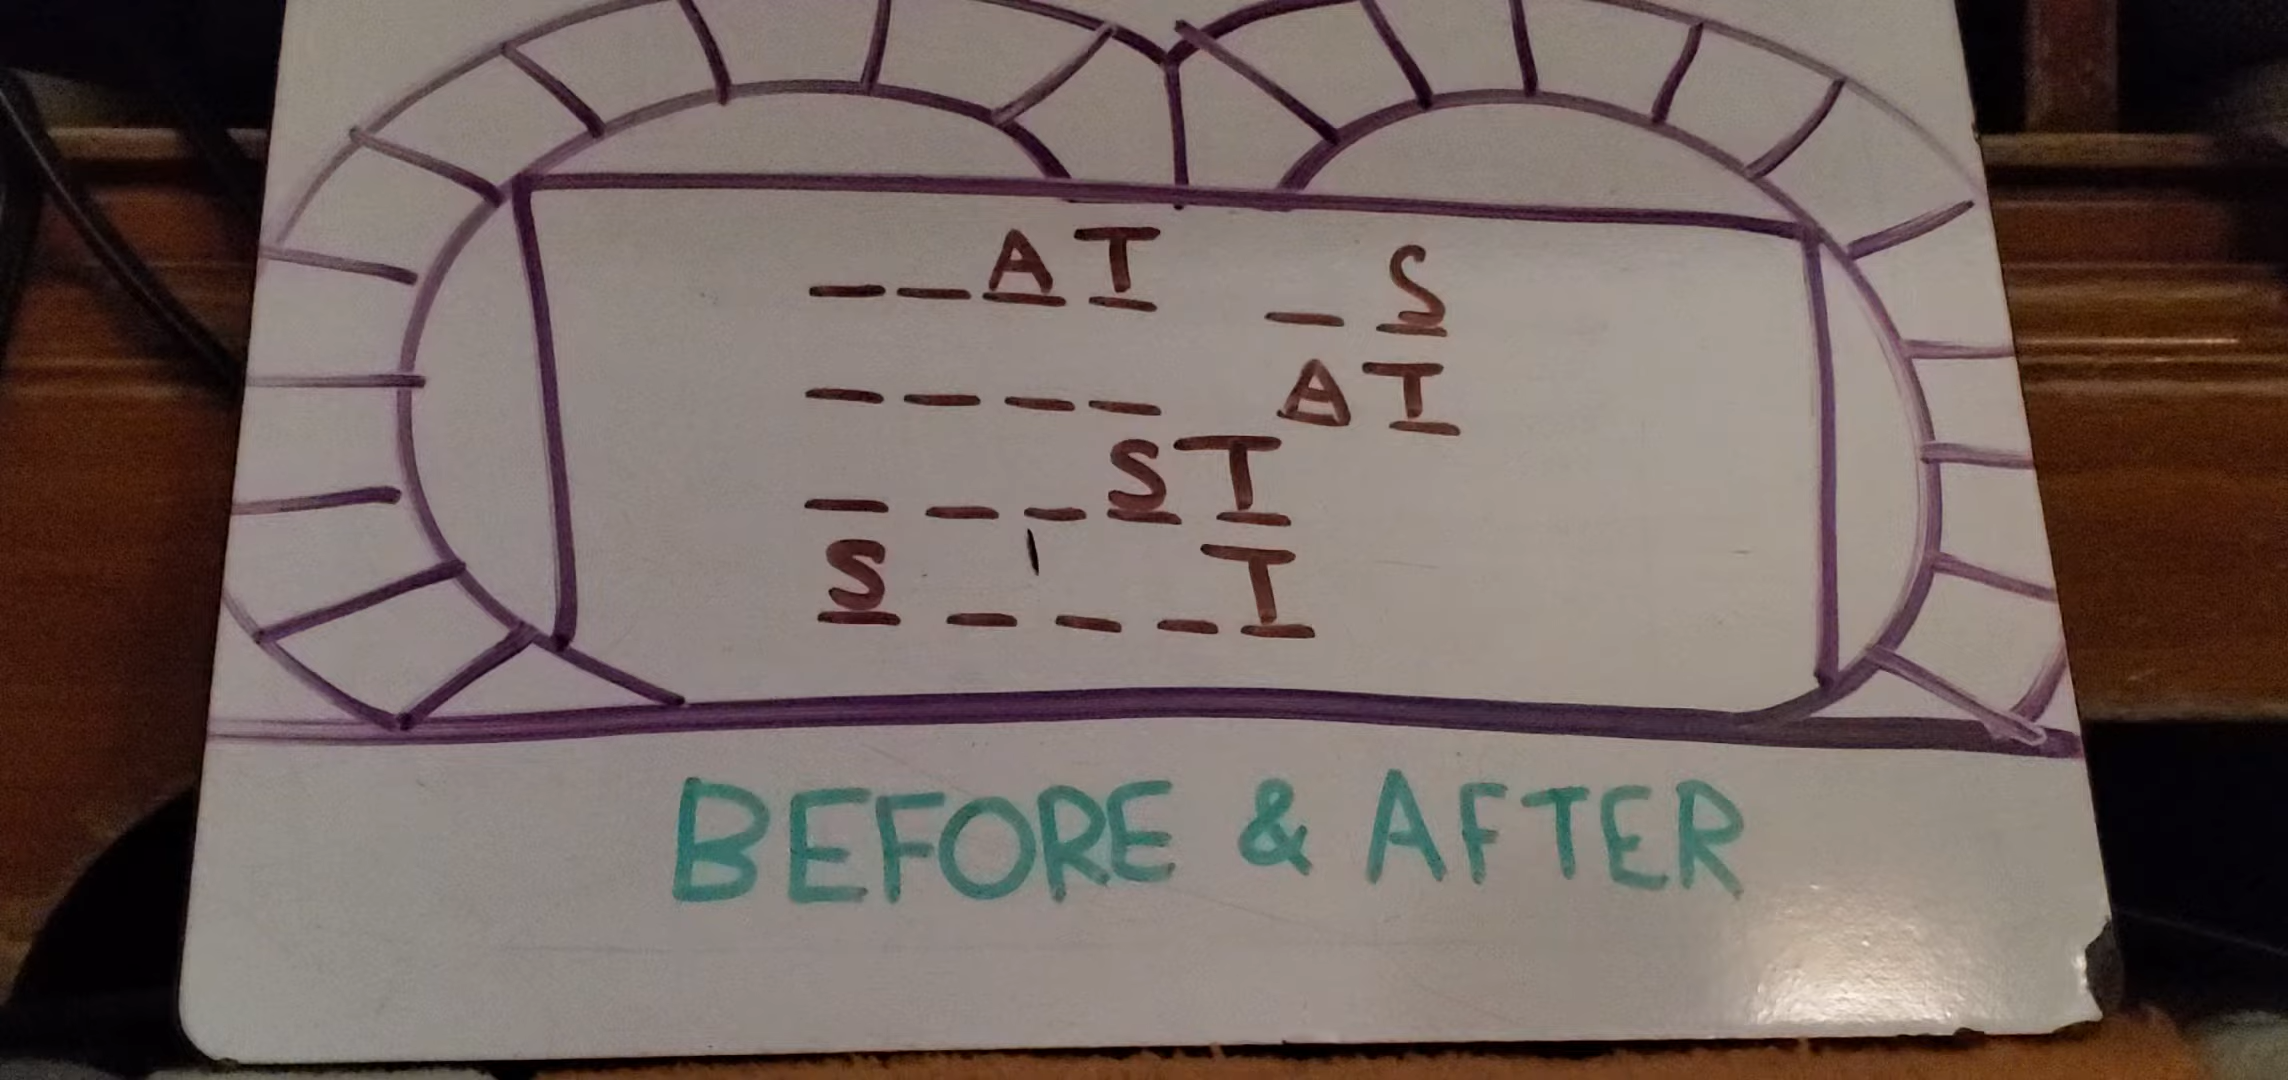 _ _ A T _ S
_ _ _ _ A T
_ _ _ S T
S _ ' _ _ T
BEFORE & AFTER